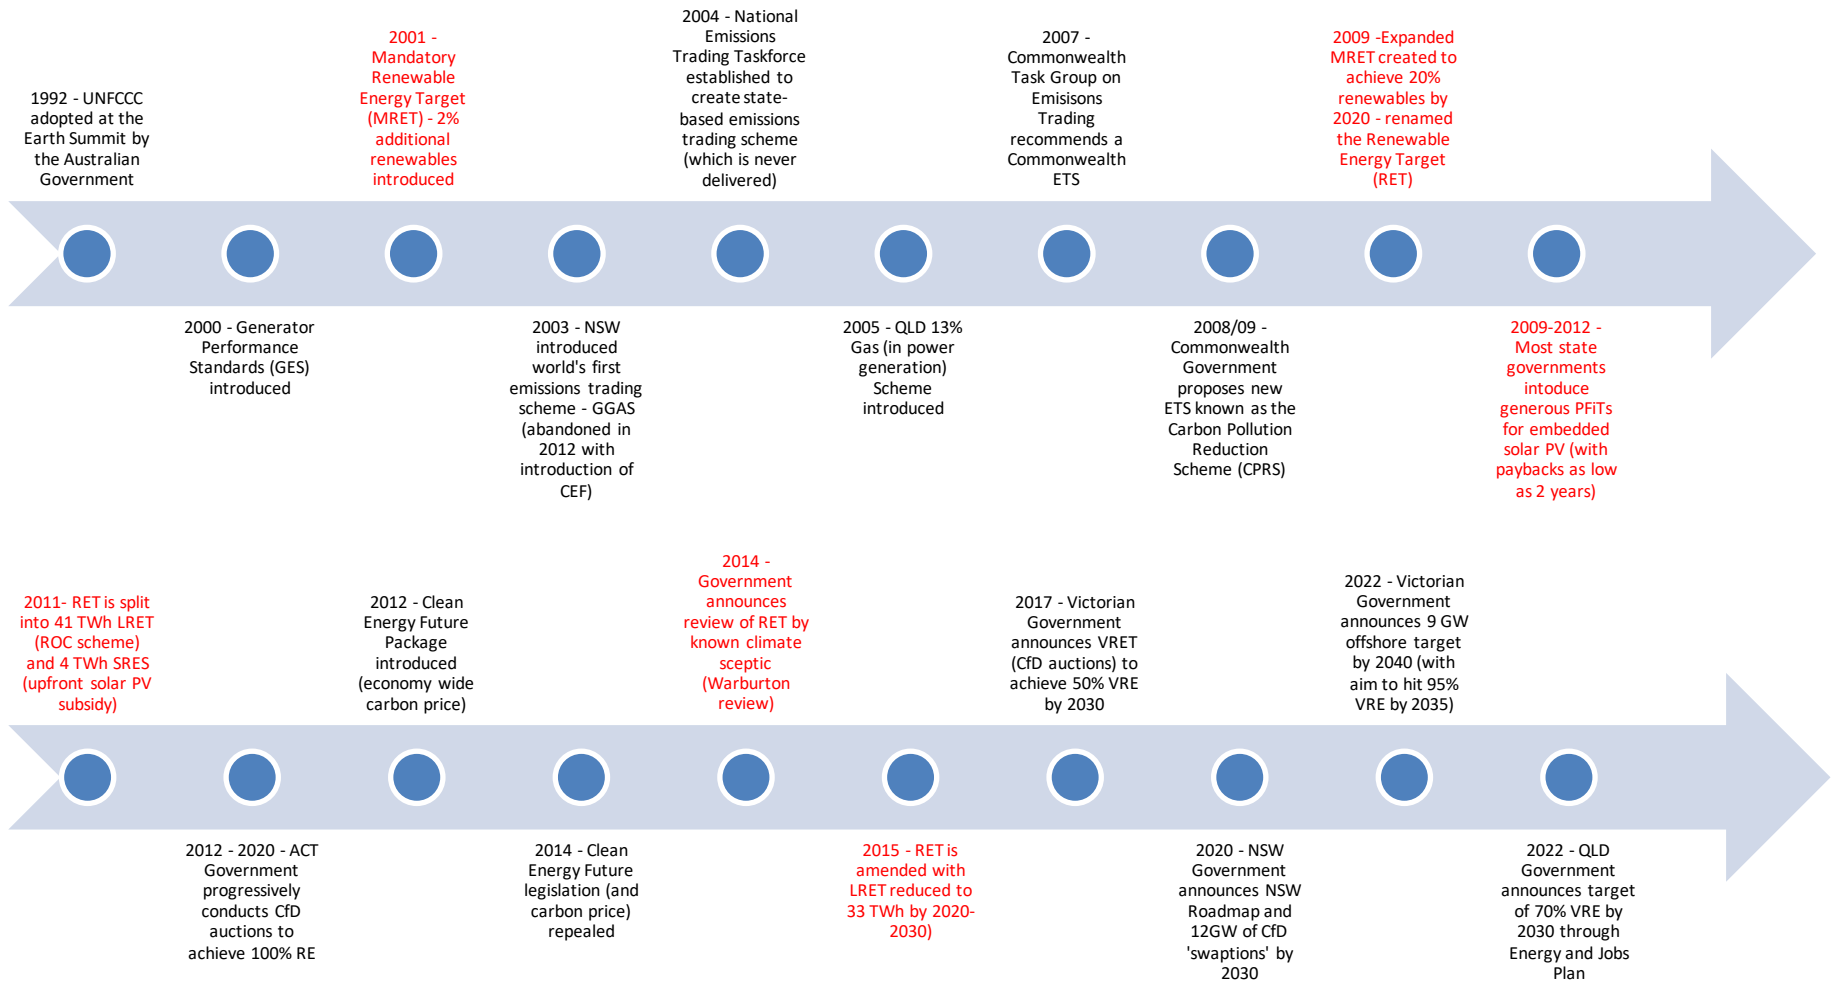 1992 - UNFCCC
adopted at the
Earth Summit by
the Australian
Government
2000 - Generator
Performance
Standards (GES)
introduced
2001 -
Mandatory
Renewable
Energy Target
(MRET) - 2%
additional
renewables
introduced
2003 - NSW
introduced
world's first
emissions trading
scheme - GGAS
(abandoned in
2012 with
introduction of
CEF)
2004 - National
Emissions
Trading Taskforce
established to
create state-
based emissions
trading scheme
(which is never
delivered)
2005 - QLD 13%
Gas (in power
generation)
Scheme
introduced
2007 -
Commonwealth
Task Group on
Emisisons
Trading
recommends a
Commonwealth
ETS
2008/09 -
Commonwealth
Government
proposes new
ETS known as the
Carbon Pollution
Reduction
Scheme (CPRS)
2009 -Expanded
MRET created to
achieve 20%
renewables by
2020 - renamed
the Renewable
Energy Target
(RET)
2009-2012 -
Most state
governments
intoduce
generous PFiTs
for embedded
solar PV (with
paybacks as low
as 2 years)
2011- RET is split
into 41 TWh LRET
(ROC scheme)
and 4 TWh SRES
(upfront solar PV
subsidy)
2012 - 2020 - ACT
Government
progressively
conducts CfD
auctions to
achieve 100% RE
2012 - Clean
Energy Future
Package
introduced
(economy wide
carbon price)
2014 - Clean
Energy Future
legislation (and
carbon price)
repealed
2014 -
Government
announces
review of RET by
known climate
sceptic
(Warburton
review)
2015 - RET is
amended with
LRET reduced to
33 TWh by 2020-
2030)
2017 - Victorian
Government
announces VRET
(CfD auctions) to
achieve 50% VRE
by 2030
2020 - NSW
Government
announces NSW
Roadmap and
12GW of CfD
'swaptions' by
2030
2022 - Victorian
Government
announces 9 GW
offshore target
by 2040 (with
aim to hit 95%
VRE by 2035)
2022 - QLD
Government
announces target
of 70% VRE by
2030 through
Energy and Jobs
Plan